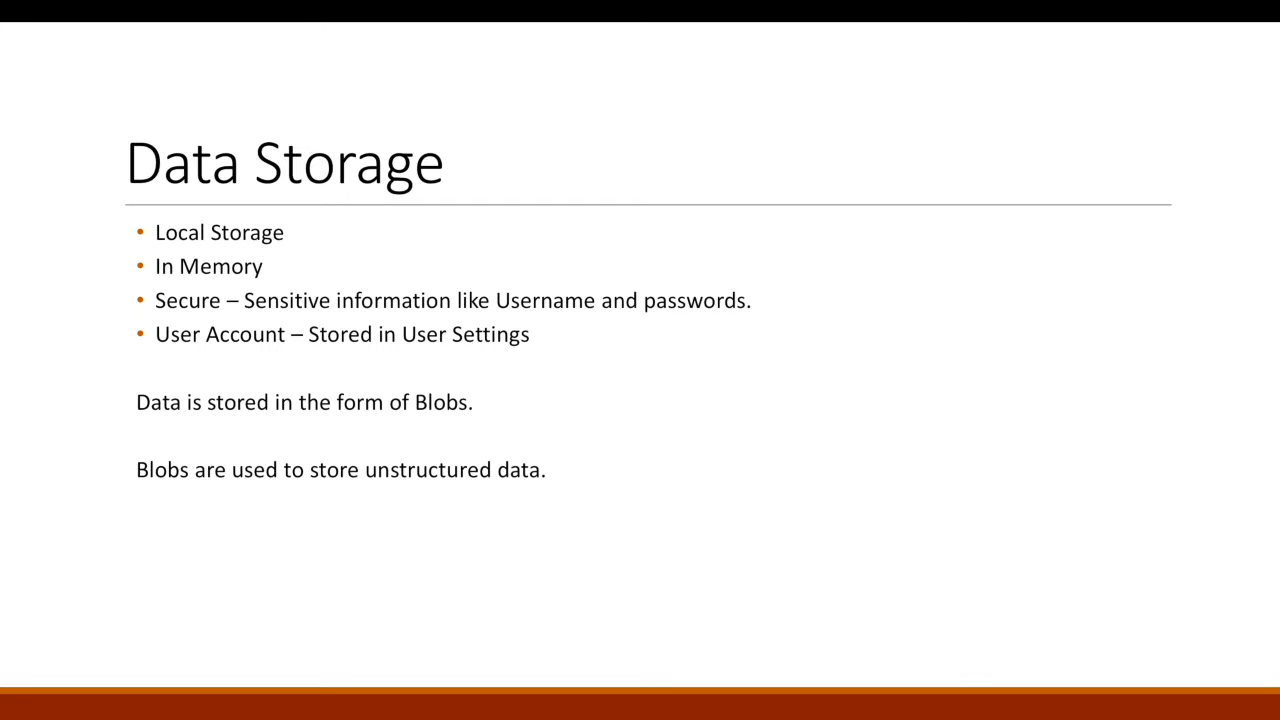 Data Storage
• Local Storage
• In Memory
• Secure – Sensitive information like Username and passwords.
• User Account – Stored in User Settings
Data is stored in the form of Blobs.
Blobs are used to store unstructured data.